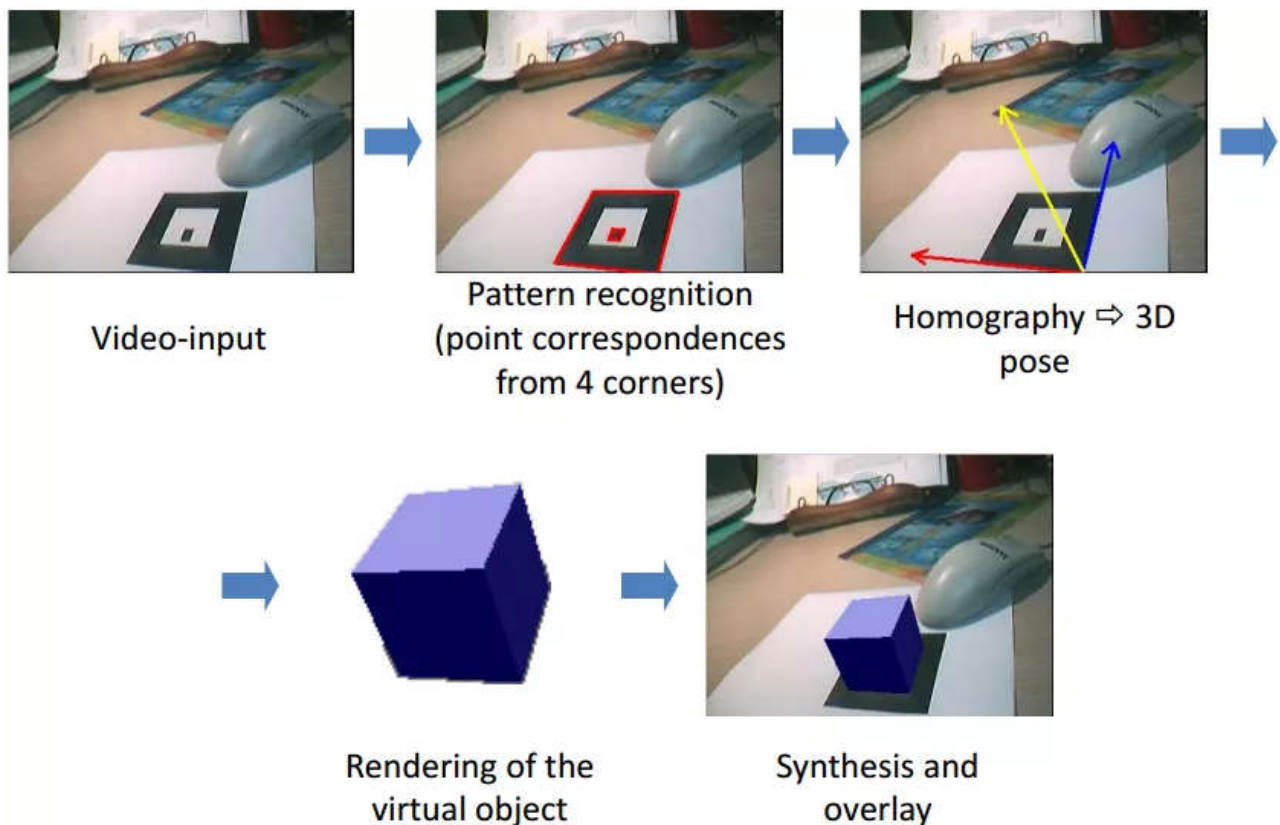 Video-input
Pattern recognition
(point correspondences
from 4 corners)
Homography ⇨ 3D
pose
Rendering of the
virtual object
Synthesis and
overlay